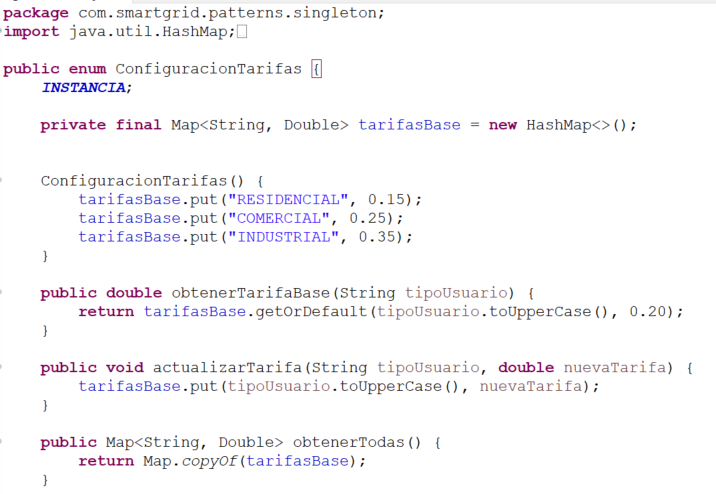 package com.smartgrid.patterns.singleton;
import java.util.HashMap;
public enum ConfiguracionTarifas {
INSTANCIA;
private final Map<String, Double> tarifasBase = new HashMap<>();
ConfiguracionTarifas() {
tarifasBase.put("RESIDENCIAL", 0.15);
tarifasBase.put("COMERCIAL", 0.25);
tarifasBase.put("INDUSTRIAL", 0.35);
}
public double obtenerTarifaBase(String tipoUsuario) {
return tarifasBase.getOrDefault(tipoUsuario.toUpperCase(), 0.20);
}
public void actualizarTarifa(String tipoUsuario, double nuevaTarifa) {
tarifasBase.put(tipoUsuario.toUpperCase(), nuevaTarifa);
}
public Map<String, Double> obtenerTodas() {
return Map.copyOf(tarifasBase);
}